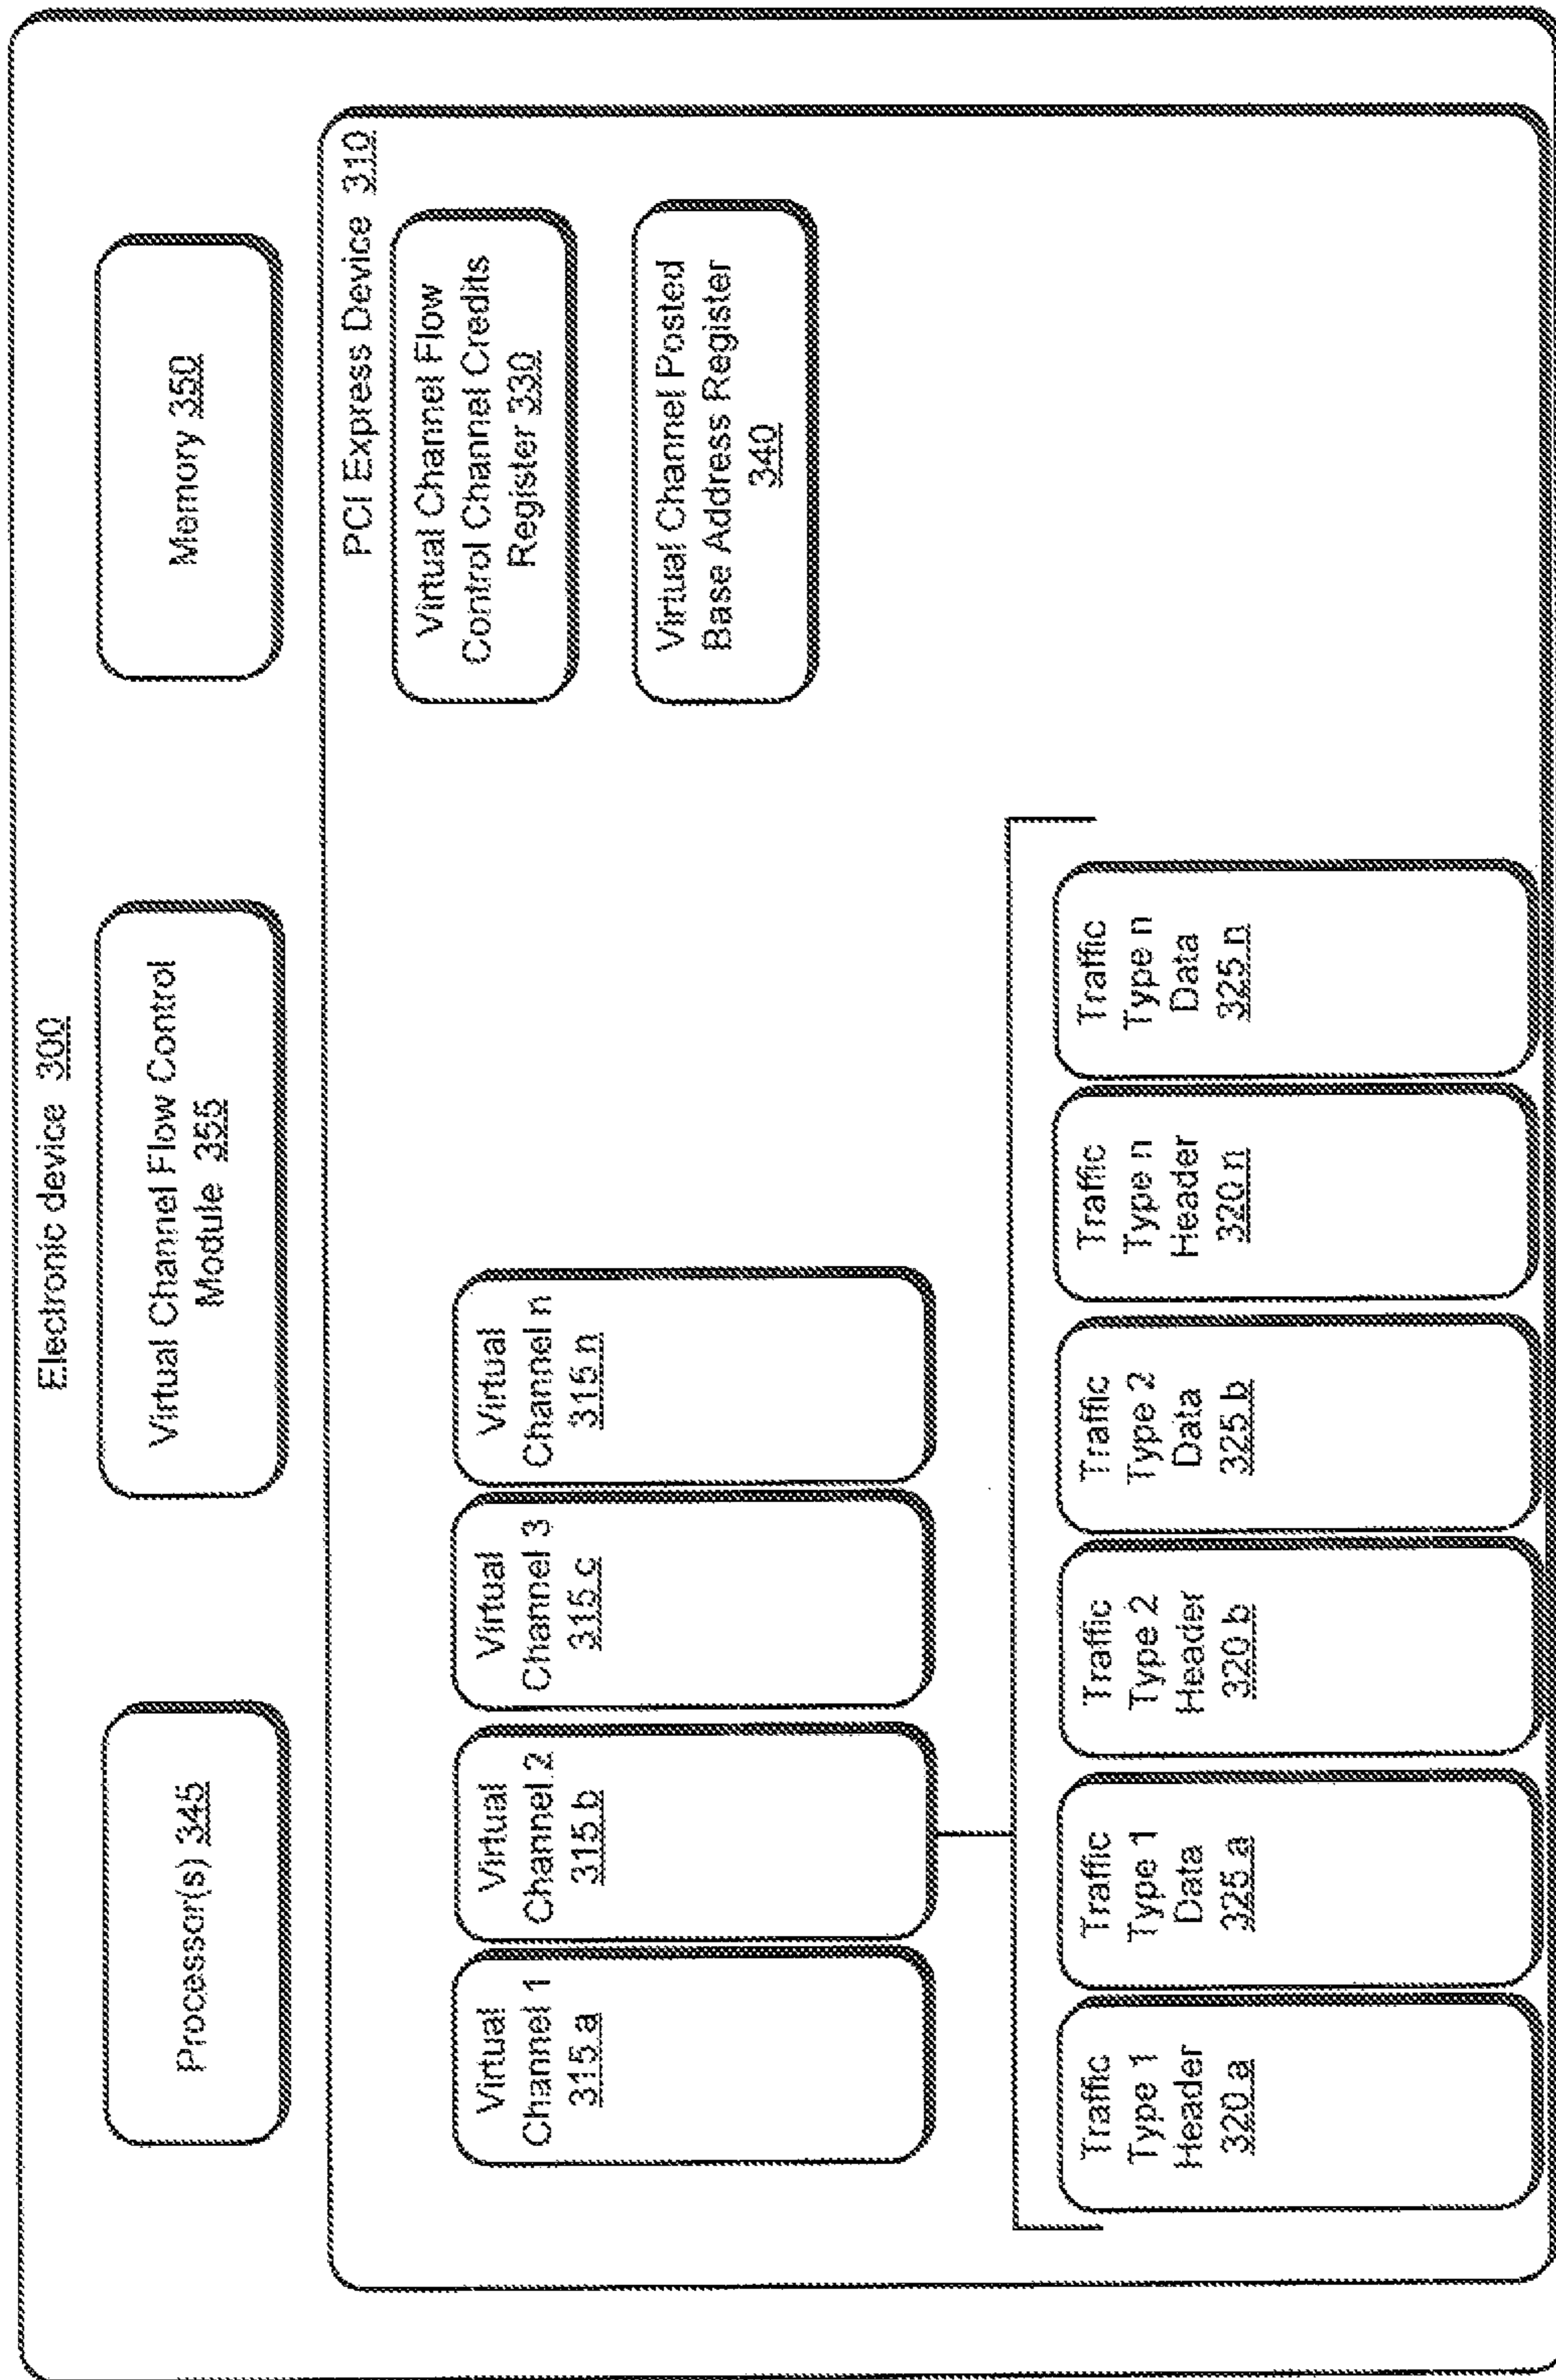 Electronic device 300
Processor(s) 345
Virtual Channel Flow Control
Module 355
Memory 350
PCI Express Device 310
Virtual
Channel 1
315 a
Virtual
Channel 2
315 b
Virtual
Channel 3
315 c
Virtual
Channel n
315 n
Virtual Channel Flow
Control Channel Credits
Register 330
Virtual Channel Posted
Base Address Register
340
Traffic
Type 1
Header
320 a
Traffic
Type 1
Data
325 a
Traffic
Type 2
Header
320 b
Traffic
Type 2
Data
325 b
Traffic
Type n
Header
320 n
Traffic
Type n
Data
325 n